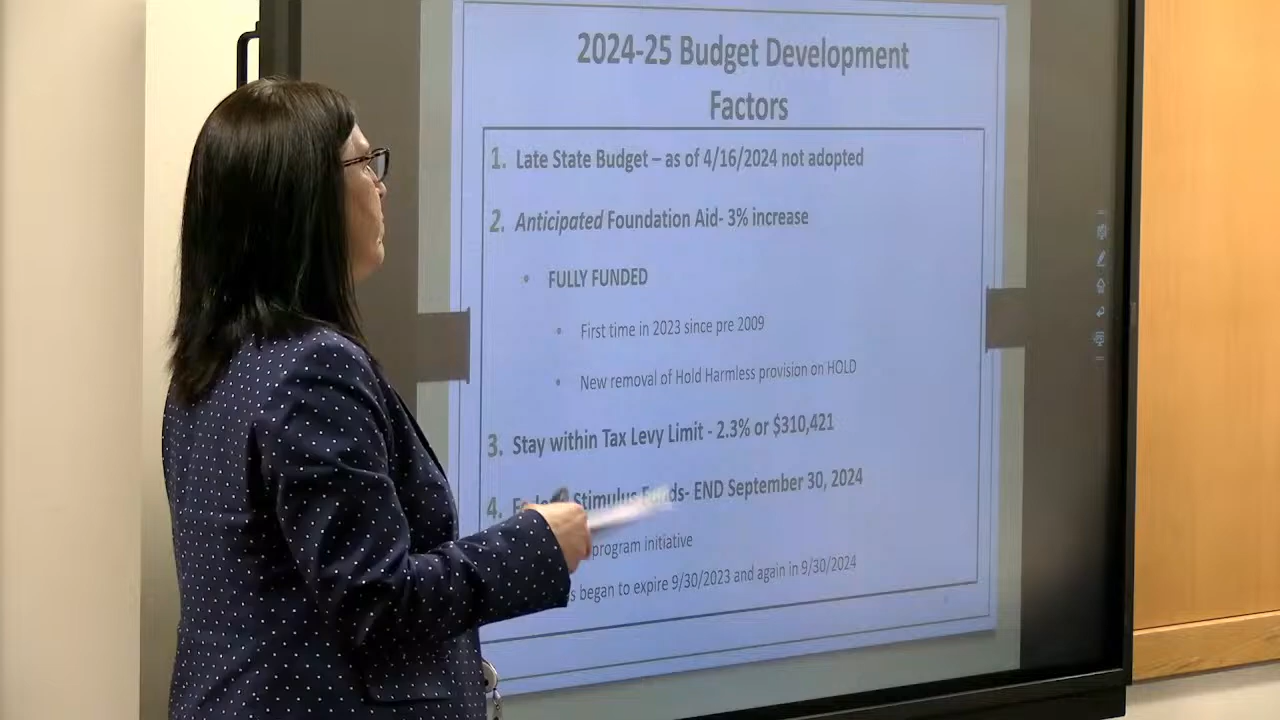 2024-25 Budget Development
Factors
1. Late State Budget – as of 4/16/2024 not adopted
2. Anticipated Foundation Aid- 3% increase
• FULLY FUNDED
• First time in 2023 since pre 2009
• New removal of Hold Harmless provision on HOLD
3. Stay within Tax Levy Limit - 2.3% or $310,421
4. Stimulus Funds- END September 30, 2024
program initiative
began to expire 9/30/2023 and again in 9/30/2024